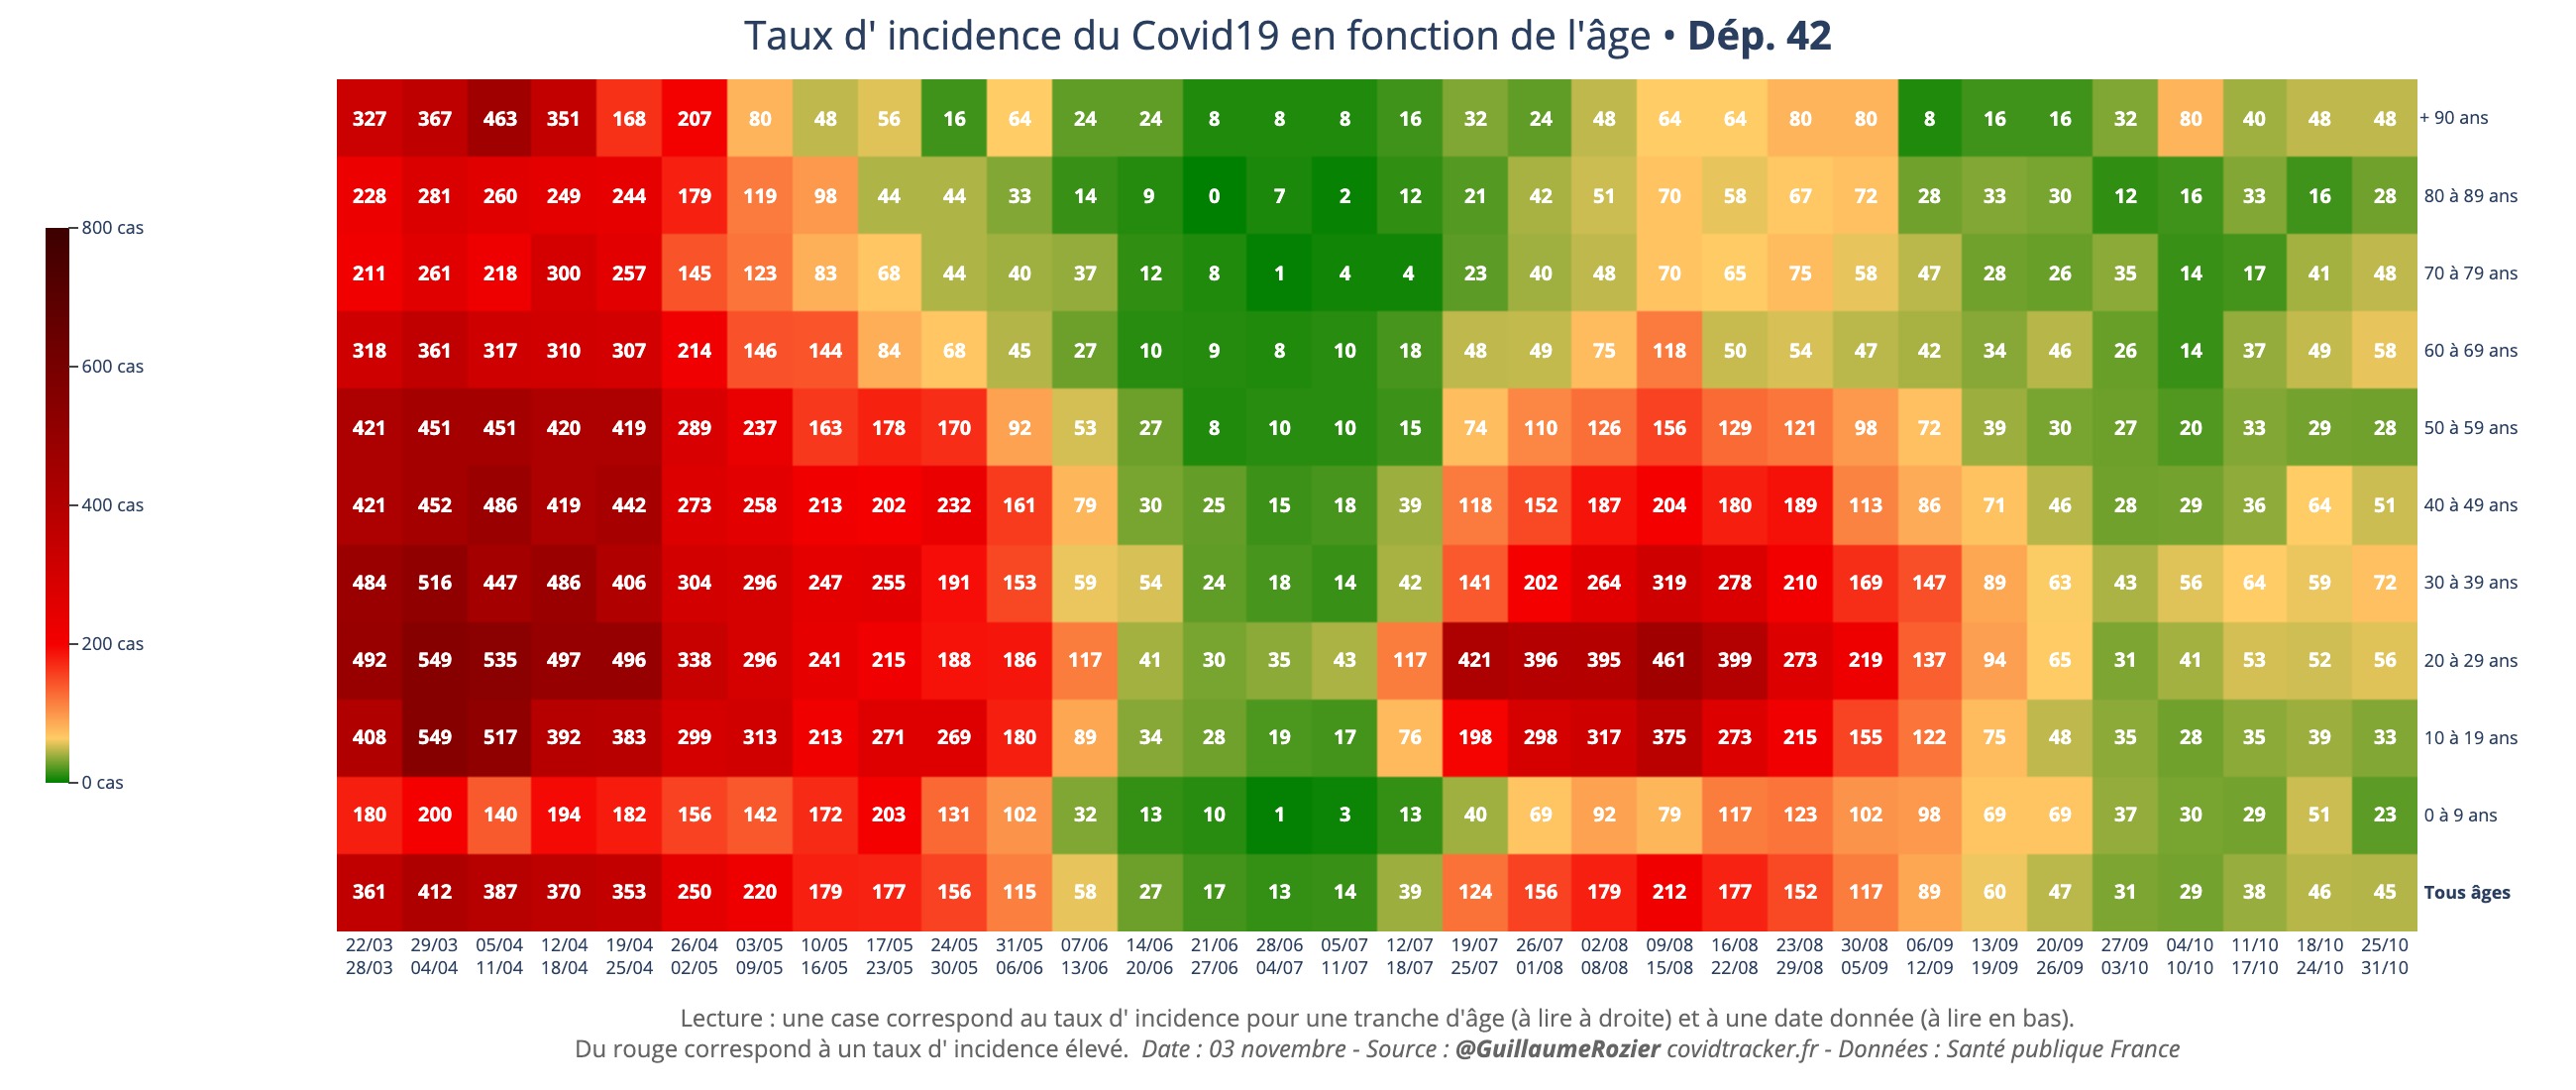 Taux d' incidence du Covid19 en fonction de l'âge • Dép. 42
327 367 463 351 168 207 80 48 56 16 64 24 24 8 8 8 16 32 24 48 64 64 80 80 8 16 16 32 80 40 48 48 + 90 ans
228 281 260 249 244 179 119 98 44 44 33 14 9 0 7 2 12 21 42 51 70 58 67 72 28 33 30 12 16 33 16 28 80 à 89 ans
800 cas
211 261 218 300 257 145 123 83 68 44 40 37 12 8 1 4 4 23 40 48 70 65 75 58 47 28 26 35 14 17 41 48 70 à 79 ans
318 361 317 310 307 214 146 144 84 68 45 27 10 9 8 10 18 48 49 75 118 50 54 47 42 34 46 26 14 37 49 58 60 à 69 ans
600 cas
421 451 451 420 419 289 237 163 178 170 92 53 27 8 10 10 15 74 110 126 156 129 121 98 72 39 30 27 20 33 29 28 50 à 59 ans
400 cas
421 452 486 419 442 273 258 213 202 232 161 79 30 25 15 18 39 118 152 187 204 180 189 113 86 71 46 28 29 36 64 51 40 à 49 ans
484 516 447 486 406 304 296 247 255 191 153 59 54 24 18 14 42 141 202 264 319 278 210 169 147 89 63 43 56 64 59 72 30 à 39 ans
200 cas
492 549 535 497 496 338 296 241 215 188 186 117 41 30 35 43 117 421 396 395 461 399 273 219 137 94 65 31 41 53 52 56 20 à 29 ans
408 549 517 392 383 299 313 213 271 269 180 89 34 28 19 17 76 198 298 317 375 273 215 155 122 75 48 35 28 35 39 33 10 à 19 ans
0 cas
180 200 140 194 182 156 142 172 203 131 102 32 13 10 1 3 13 40 69 92 79 117 123 102 98 69 69 37 30 29 51 23 0 à 9 ans
361 412 387 370 353 250 220 179 177 156 115 58 27 17 13 14 39 124 156 179 212 177 152 117 89 60 47 31 29 38 46 45 Tous âges
22/03 29/03 05/04 12/04 19/04 26/04 03/05 10/05 17/05 24/05 31/05 07/06 14/06 21/06 28/06 05/07 12/07 19/07 26/07 02/08 09/08 16/08 23/08 30/08 06/09 13/09 20/09 27/09 04/10 11/10 18/10 25/10
28/03 04/04 11/04 18/04 25/04 02/05 09/05 16/05 23/05 30/05 06/06 13/06 20/06 27/06 04/07 11/07 18/07 25/07 01/08 08/08 15/08 22/08 29/08 05/09 12/09 19/09 26/09 03/10 10/10 17/10 24/10 31/10
Lecture : une case correspond au taux d' incidence pour une tranche d'âge (à lire à droite) et à une date donnée (à lire en bas).
Du rouge correspond à un taux d' incidence élevé. Date : 03 novembre - Source : @GuillaumeRozier covidtracker.fr - Données : Santé publique France